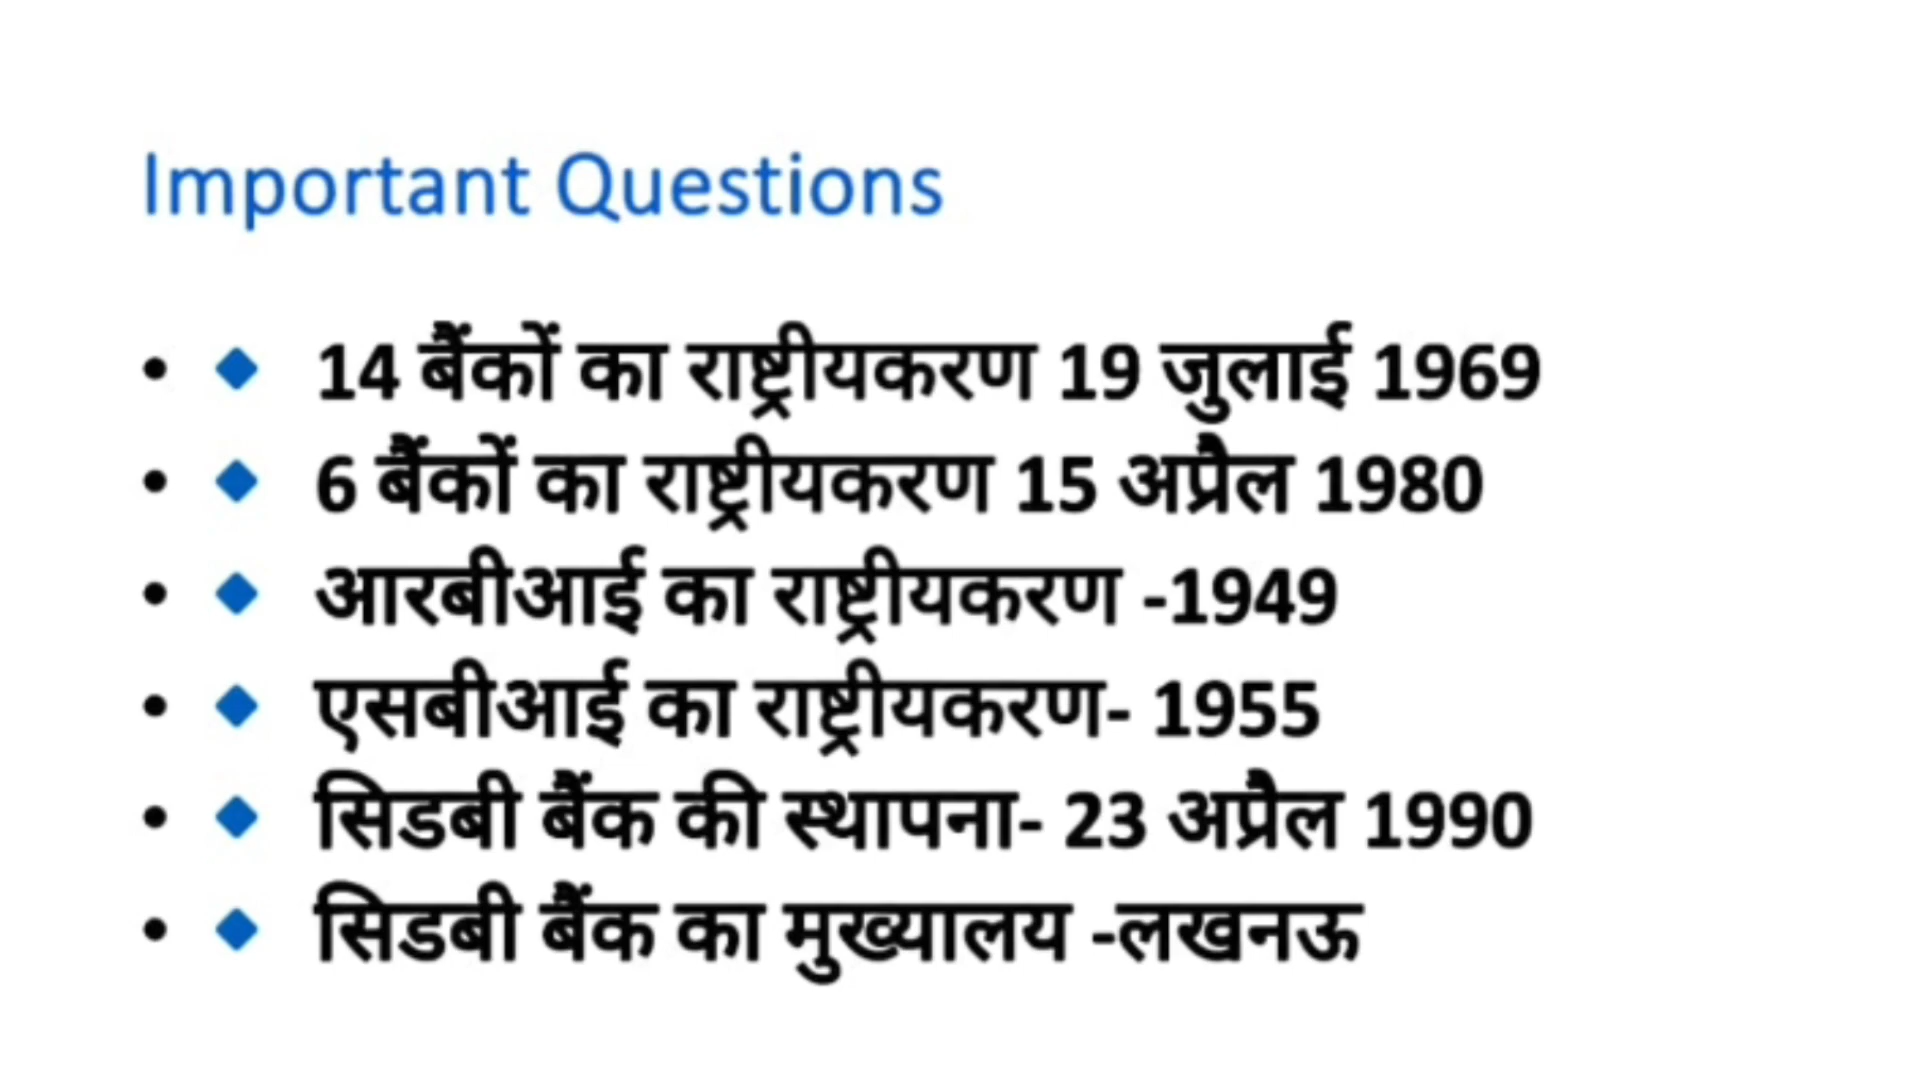 Important Questions
• ◆ 14 बैंकों का राष्ट्रीयकरण 19 जुलाई 1969
• ◆ 6 बैंकों का राष्ट्रीयकरण 15 अप्रैल 1980
• ◆ आरबीआई का राष्ट्रीयकरण -1949
• ◆ एसबीआई का राष्ट्रीयकरण- 1955
• ◆ सिडबी बैंक की स्थापना- 23 अप्रैल 1990
• ◆ सिडबी बैंक का मुख्यालय -लखनऊ